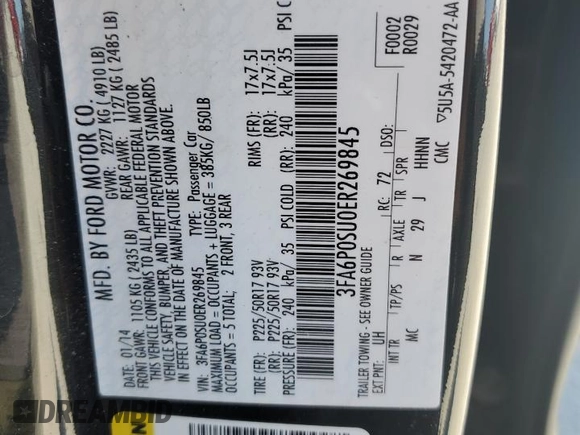 MFD. BY FORD MOTOR CO.
DATE: 01/14 GVWR: 2227 KG ( 4910 LB)
FRONT GAWR: 1105 KG ( 2435 LB) REAR GAWR: 1127 KG ( 2485 LB)
THIS VEHICLE CONFORMS TO ALL APPLICABLE FEDERAL MOTOR
VEHICLE SAFETY, BUMPER, AND THEFT PREVENTION STANDARDS
IN EFFECT ON THE DATE OF MANUFACTURE SHOWN ABOVE.
VIN: 3FA6P0SU0ER269845 TYPE: Passenger Car
MAXIMUM LOAD = OCCUPANTS + LUGGAGE = 385KG/ 850LB
OCCUPANTS = 5 TOTAL; 2 FRONT, 3 REAR
TIRE (FR): P225/50R17 93V RIMS (FR): 17x7.5J
(RR): P225/50R17 93V (RR): 17x7.5J
PRESSURE (FR): 240 kPa/ 35 PSI COLD (RR): 240 kPa/ 35 PSI C
3FA6P0SU0ER269845
F0002
R0029
TRAILER TOWING - SEE OWNER GUIDE
EXT PNT: UH RC: 72 DSO:
INT TR TP/PS R AXLE TR SPR
MC N 29 J HHNN
CMC ▽5U5A-5420472-AA
DREAMBID